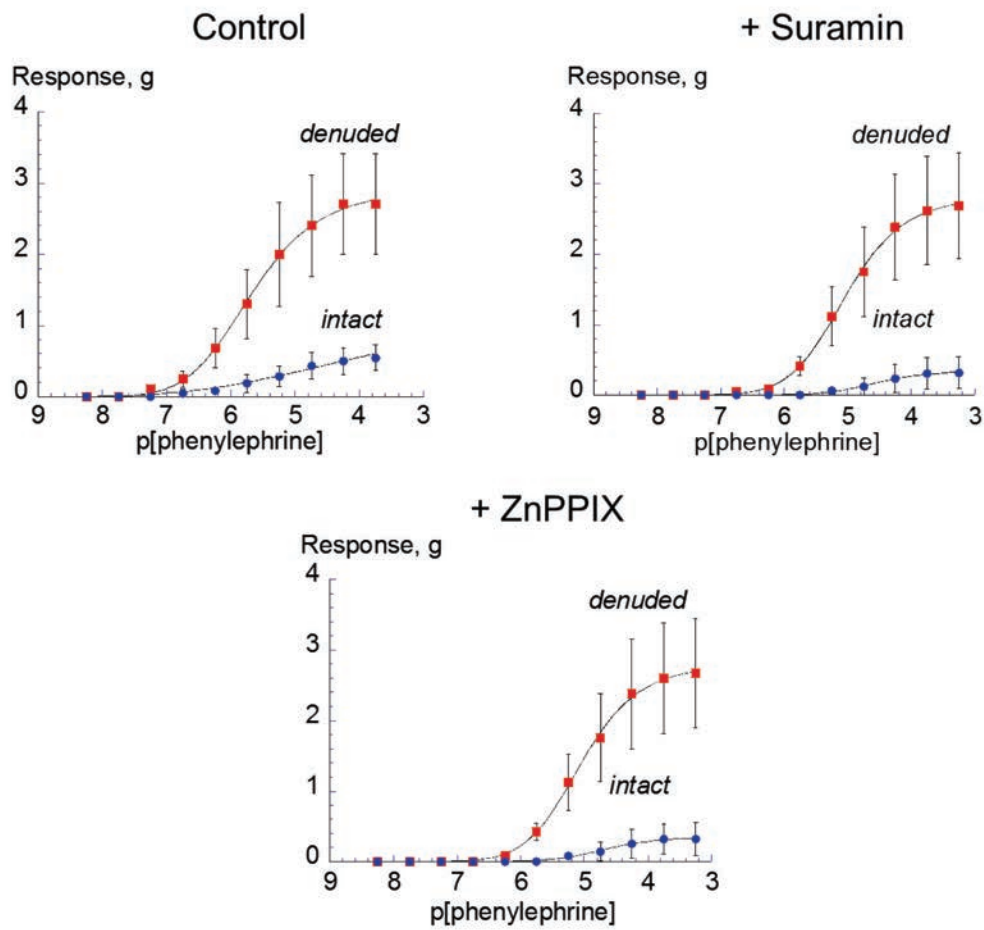 Control
Response, g
4
denuded
3
2
intact
1
0
9 8 7 6 5 4 3
p[phenylephrine]
+ Suramin
Response, g
4
denuded
3
2
intact
1
0
9 8 7 6 5 4 3
p[phenylephrine]
+ ZnPPIX
Response, g
4
denuded
3
2
intact
1
0
9 8 7 6 5 4 3
p[phenylephrine]